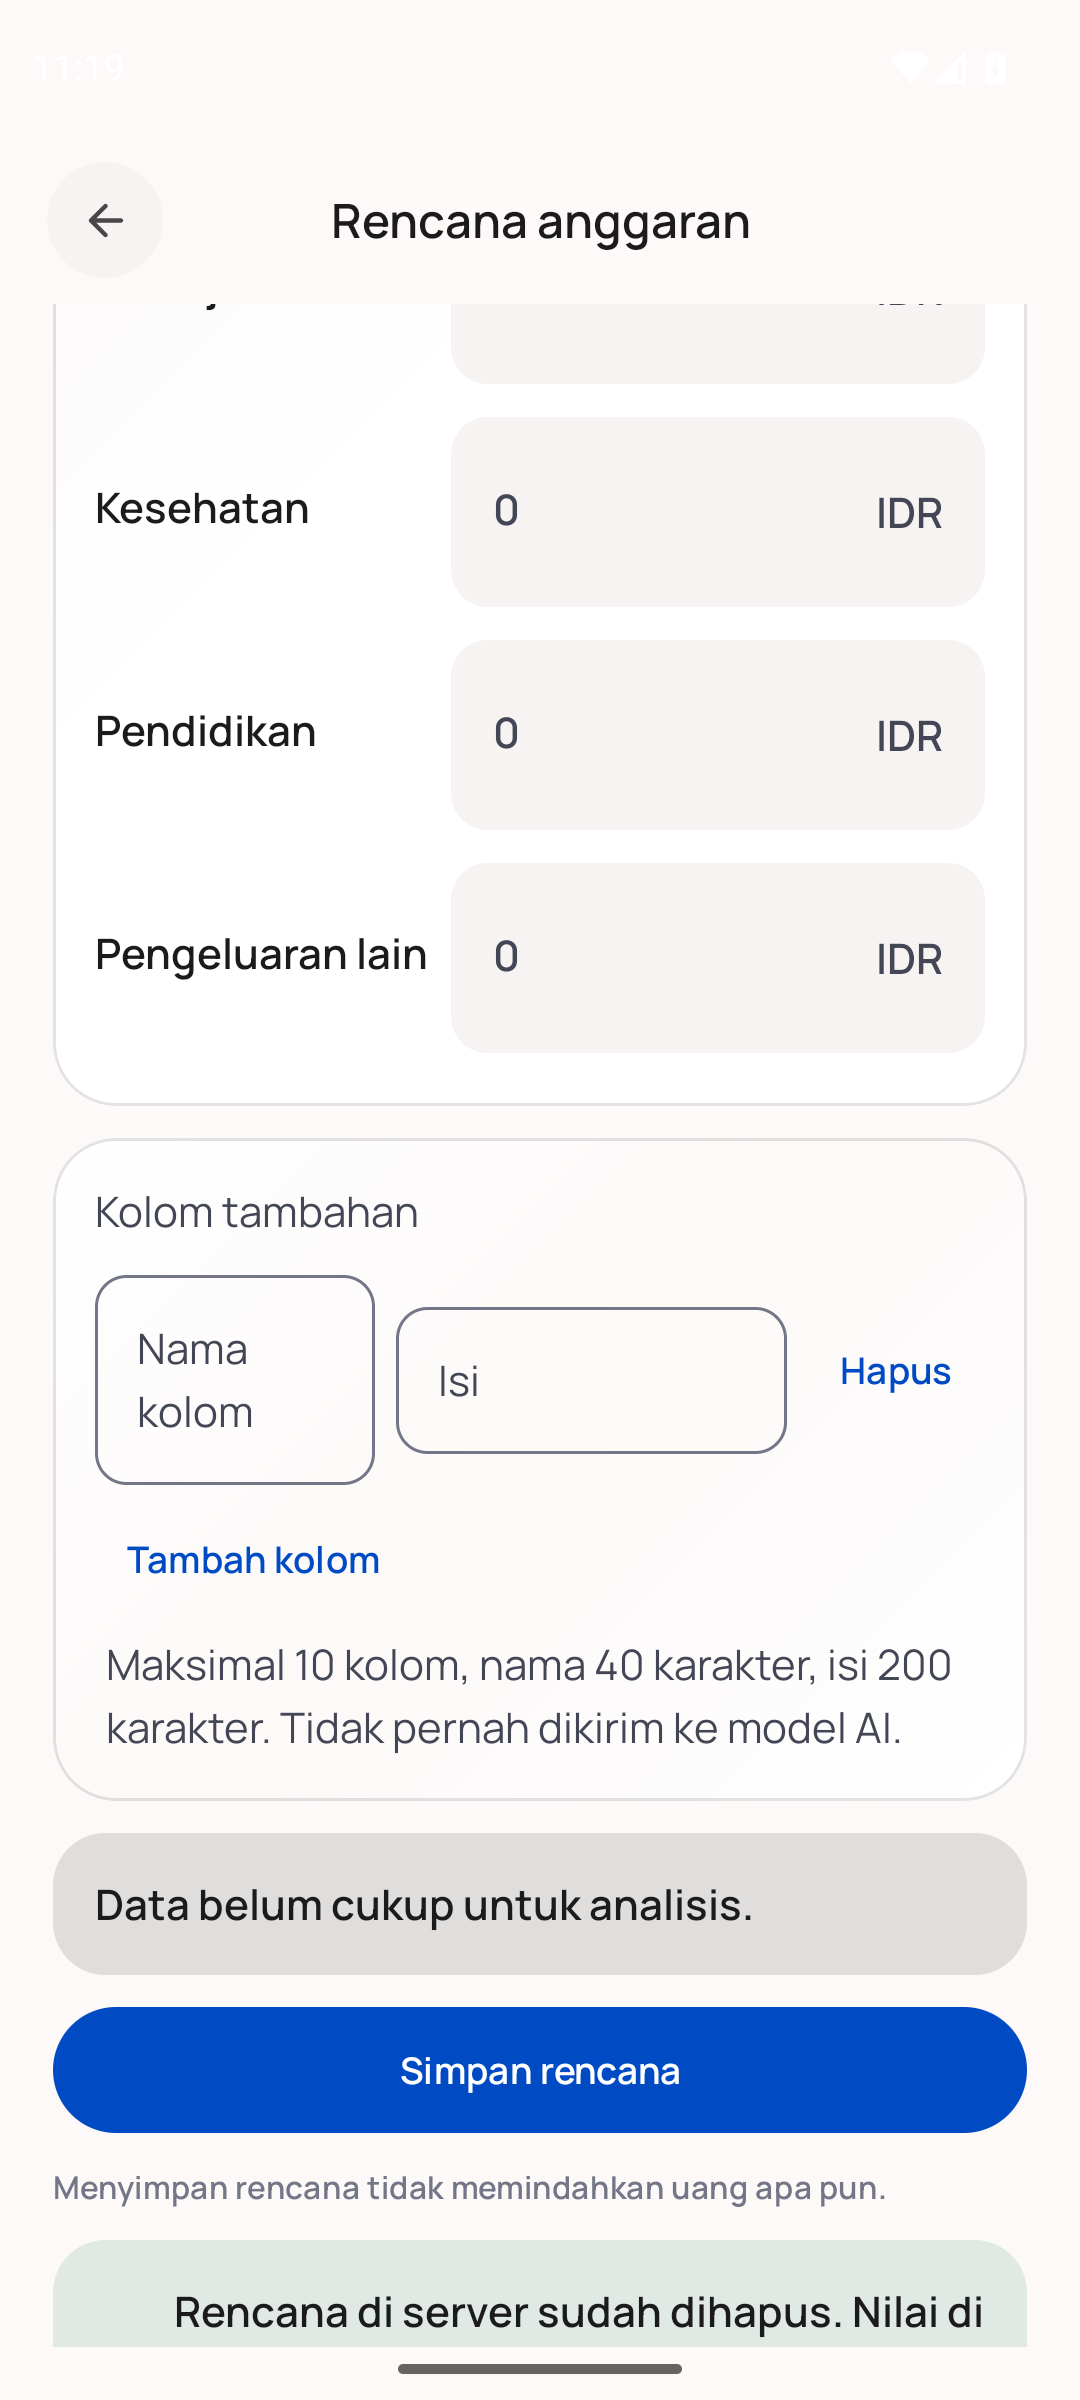 11:19
Rencana anggaran
Kesehatan
0
IDR
Pendidikan
0
IDR
Pengeluaran lain
0
IDR
Kolom tambahan
Nama
kolom
Isi
Hapus
Tambah kolom
Maksimal 10 kolom, nama 40 karakter, isi 200
karakter. Tidak pernah dikirim ke model AI.
Data belum cukup untuk analisis.
Simpan rencana
Menyimpan rencana tidak memindahkan uang apa pun.
Rencana di server sudah dihapus. Nilai di